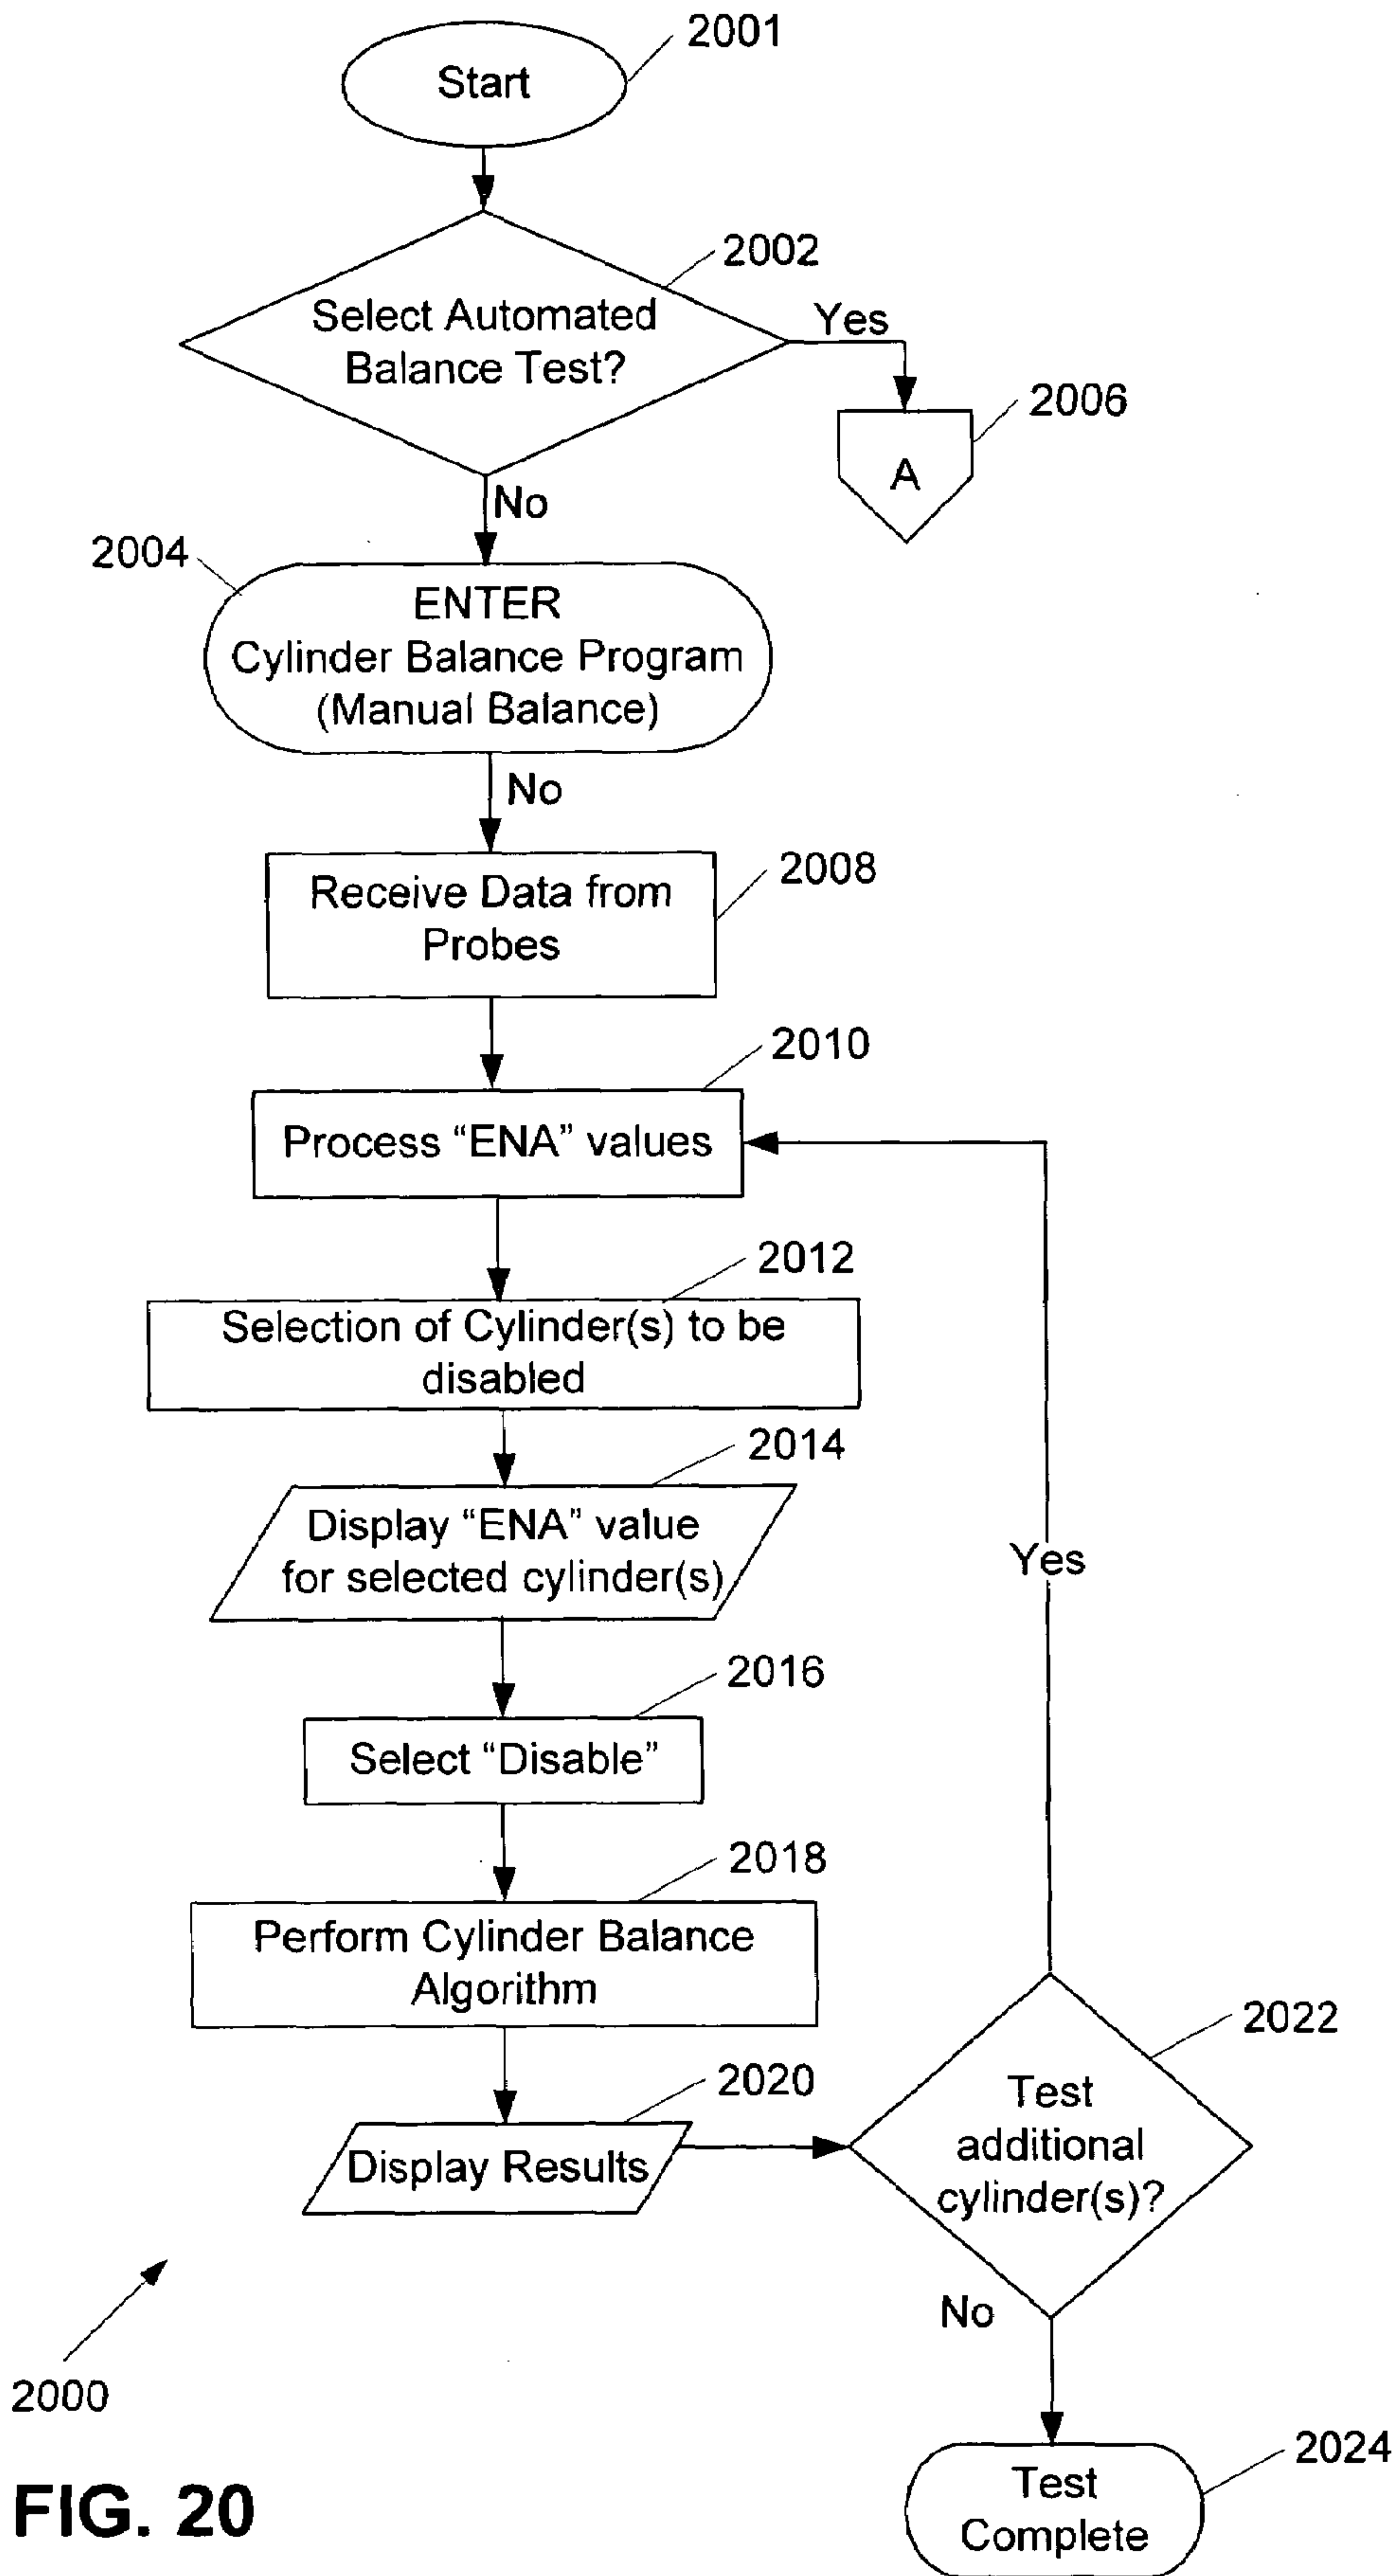 2001
Start
2002
Select Automated
Balance Test?
Yes
2006
A
No
2004
ENTER
Cylinder Balance Program
(Manual Balance)
No
2008
Receive Data from
Probes
2010
Process “ENA” values
2012
Selection of Cylinder(s) to be
disabled
2014
Display “ENA” value
for selected cylinder(s)
Yes
2016
Select “Disable”
2018
Perform Cylinder Balance
Algorithm
2020
Display Results
2022
Test
additional
cylinder(s)?
No
2000
2024
Test
Complete
FIG. 20